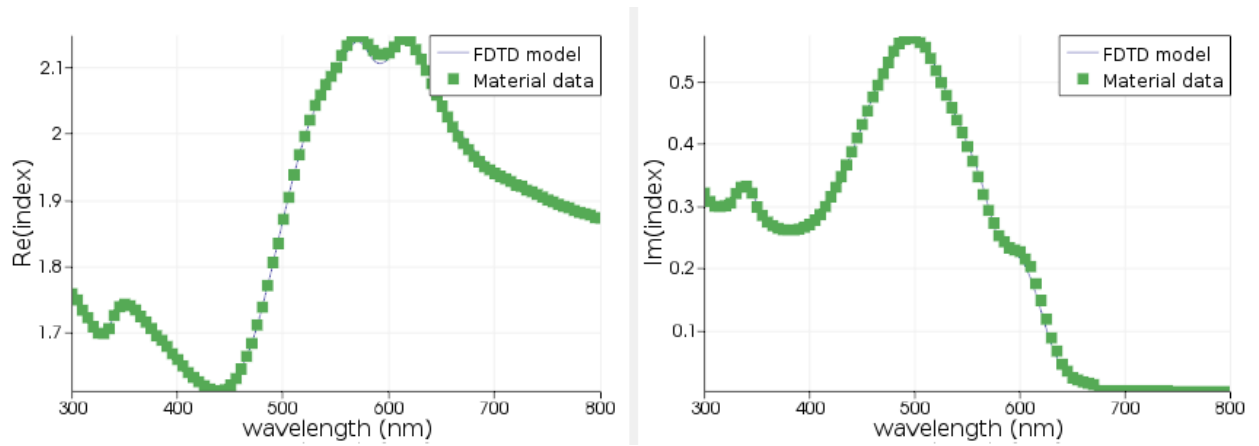 FDTD model
Material data
2.1
2
1.9
1.8
1.7
Re(index)
300 400 500 600 700 800
wavelength (nm)
FDTD model
Material data
0.5
0.4
0.3
0.2
0.1
Im(index)
300 400 500 600 700 800
wavelength (nm)